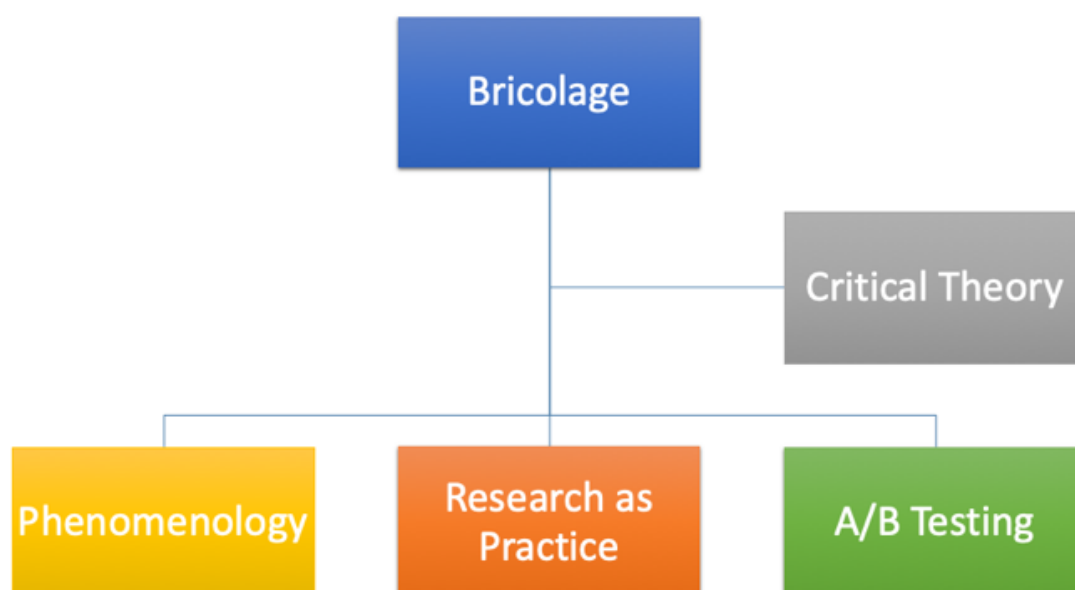 Bricolage
Critical Theory
Phenomenology
Research as
Practice
A/B Testing